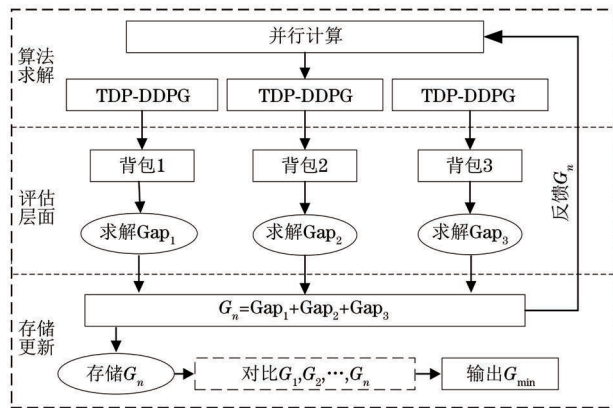 算法
求解
并行计算
TDP-DDPG TDP-DDPG TDP-DDPG
评估
层面
背包1 背包2 背包3
求解Gap₁ 求解Gap₂ 求解Gap₃
反馈Gₙ
存储
更新
Gₙ=Gap₁+Gap₂+Gap₃
存储Gₙ 对比G₁,G₂,⋯,Gₙ 输出Gₘᵢₙ